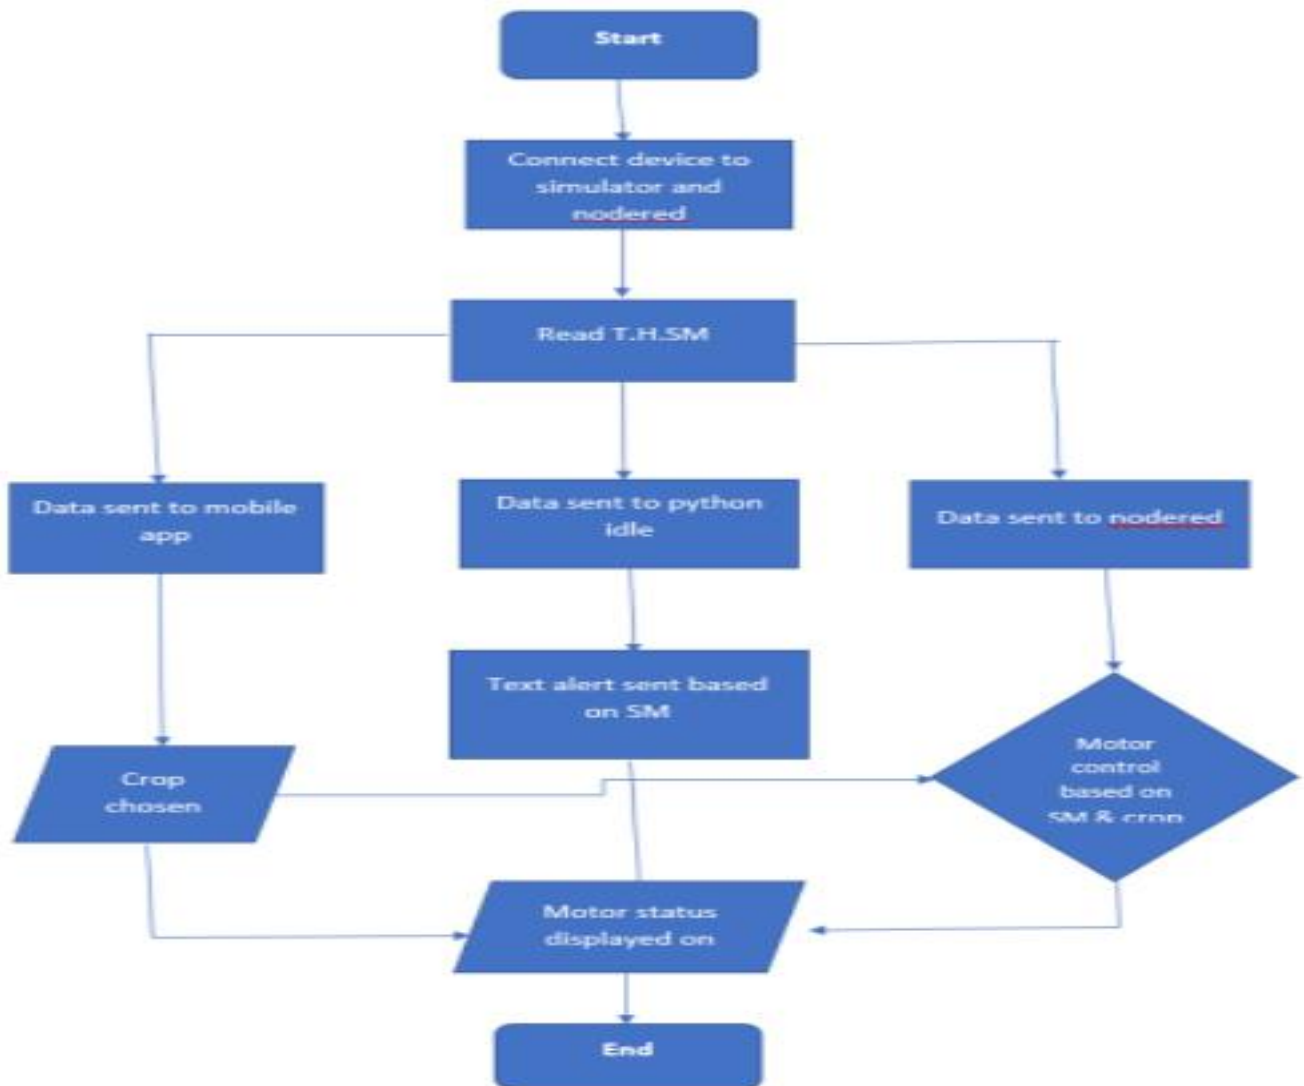 Start
Connect device to
simulator and
nodered
Read T.H.SM
Data sent to mobile
app
Data sent to python
idle
Data sent to nodered
Text alert sent based
on SM
Crop
chosen
Motor
control
based on
SM & crop
Motor status
displayed on
End